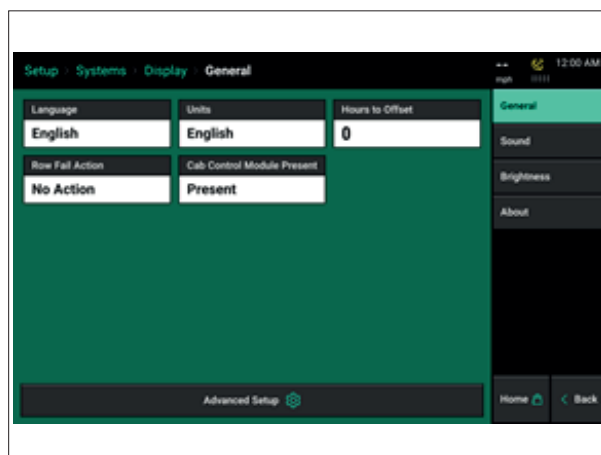 Setup > Systems > Display > General
-- mph
12:00 AM
Language
English
Units
English
Hours to Offset
0
Row Fail Action
No Action
Cab Control Module Present
Present
General
Sound
Brightness
About
Advanced Setup
Home
< Back